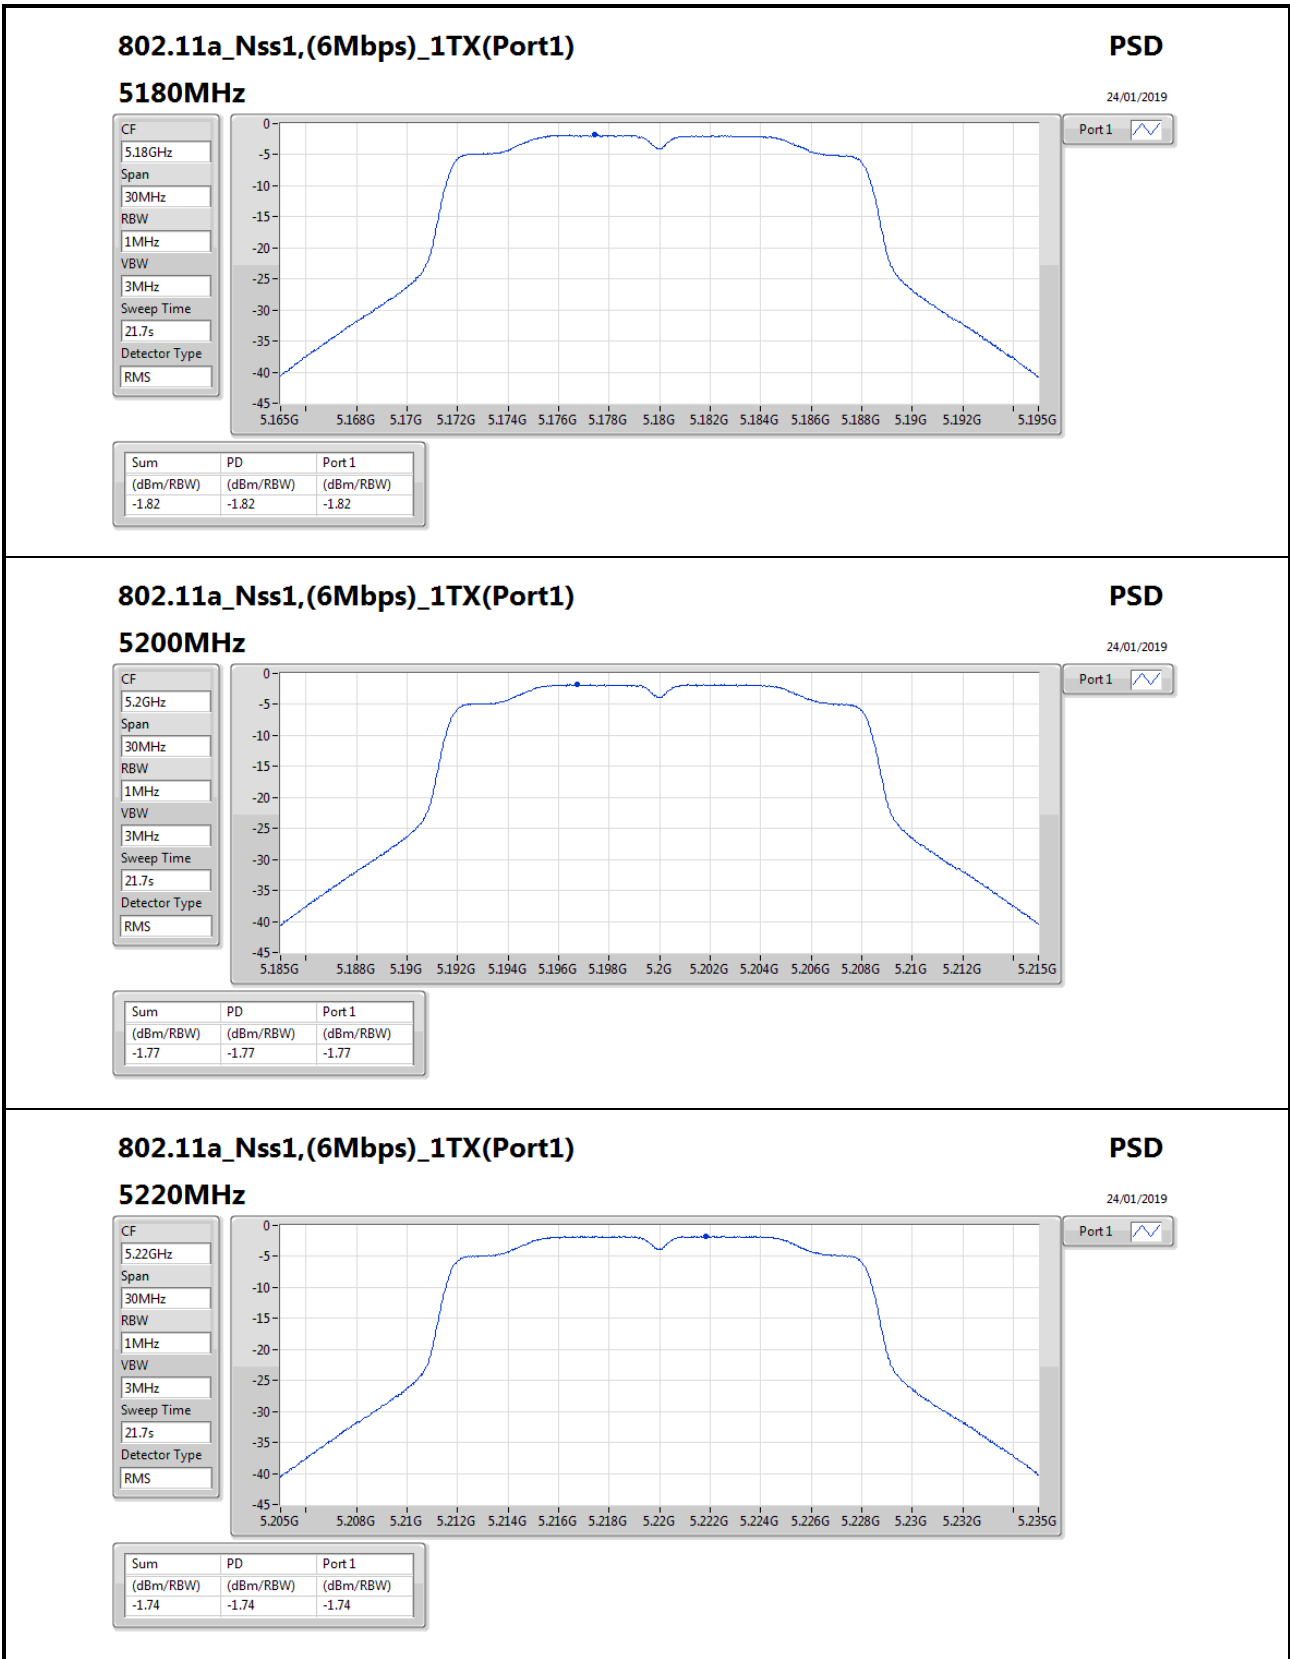 802.11a_Nss1,(6Mbps)_1TX(Port1) PSD
5180MHz 24/01/2019
CF
5.18GHz
Span
30MHz
RBW
1MHz
VBW
3MHz
Sweep Time
21.7s
Detector Type
RMS
0
-5
-10
-15
-20
-25
-30
-35
-40
-45
5.165G 5.168G 5.17G 5.172G 5.174G 5.176G 5.178G 5.18G 5.182G 5.184G 5.186G 5.188G 5.19G 5.192G 5.195G
Port 1
Sum PD Port 1
(dBm/RBW) (dBm/RBW) (dBm/RBW)
-1.82 -1.82 -1.82
802.11a_Nss1,(6Mbps)_1TX(Port1) PSD
5200MHz 24/01/2019
CF
5.2GHz
Span
30MHz
RBW
1MHz
VBW
3MHz
Sweep Time
21.7s
Detector Type
RMS
0
-5
-10
-15
-20
-25
-30
-35
-40
-45
5.185G 5.188G 5.19G 5.192G 5.194G 5.196G 5.198G 5.2G 5.202G 5.204G 5.206G 5.208G 5.21G 5.212G 5.215G
Port 1
Sum PD Port 1
(dBm/RBW) (dBm/RBW) (dBm/RBW)
-1.77 -1.77 -1.77
802.11a_Nss1,(6Mbps)_1TX(Port1) PSD
5220MHz 24/01/2019
CF
5.22GHz
Span
30MHz
RBW
1MHz
VBW
3MHz
Sweep Time
21.7s
Detector Type
RMS
0
-5
-10
-15
-20
-25
-30
-35
-40
-45
5.205G 5.208G 5.21G 5.212G 5.214G 5.216G 5.218G 5.22G 5.222G 5.224G 5.226G 5.228G 5.23G 5.232G 5.235G
Port 1
Sum PD Port 1
(dBm/RBW) (dBm/RBW) (dBm/RBW)
-1.74 -1.74 -1.74